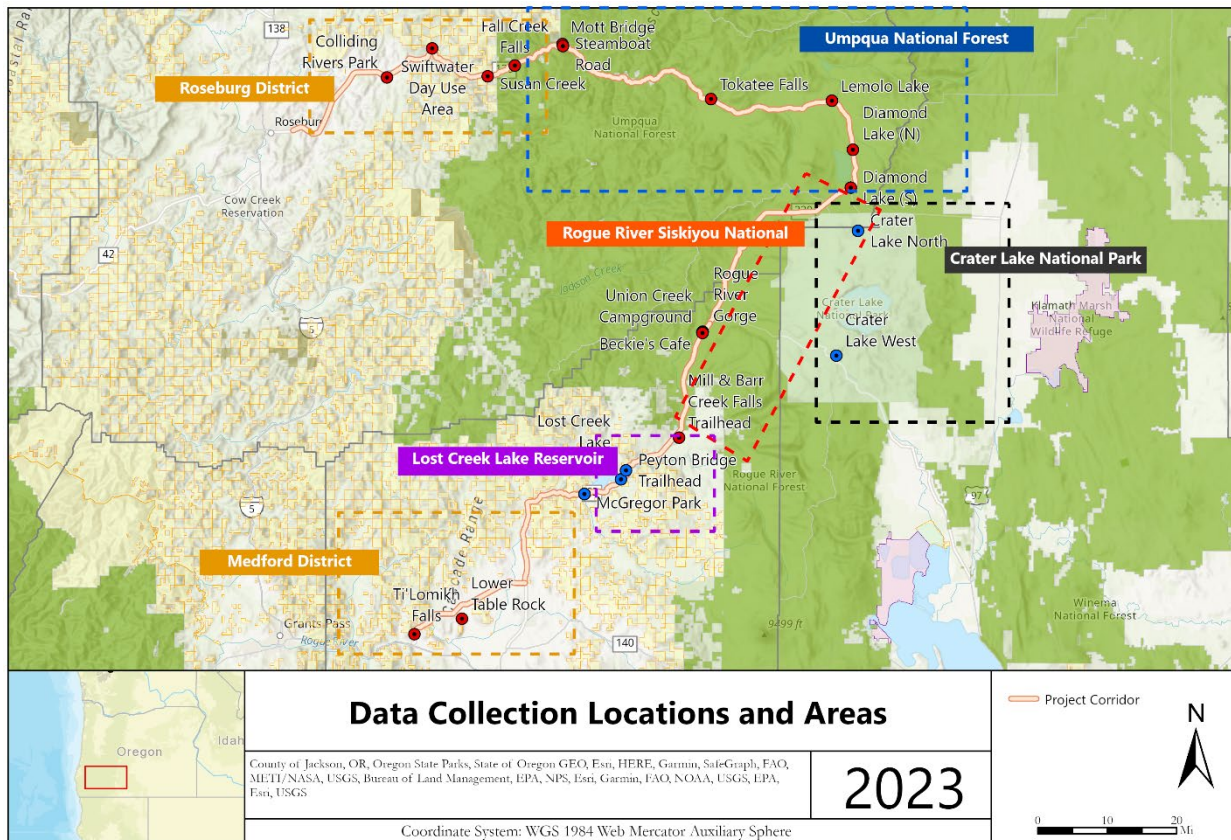 138
Colliding
Rivers Park
Fall Creek
Falls
Mott Bridge
Steamboat
Road
Umpqua National Forest
Roseburg District
Swiftwater
Day Use
Area
Susan Creek
Tokatee Falls
Lemolo Lake
Diamond
Lake (N)
Umpqua
National Forest
Cow Creek
Reservation
Diamond
Lake (S)
42
Rogue River Siskiyou National
Crater
Lake North
Crater Lake National Park
Jackson Creek
Rogue
River
Gorge
Union Creek
Campground
Beckie's Cafe
5
Crater Lake
National Park
Crater
Lake West
Klamath Marsh
National
Wildlife Refuge
Mill & Barr
Creek Falls
Trailhead
Lost Creek
Lake
Lost Creek Lake Reservoir
Peyton Bridge
Trailhead
McGregor Park
Rogue River
National Forest
97
5
Medford District
Ti'Lomikh
Falls
Lower
Table Rock
Grants Pass
Rogue River
140
9499 ft
Winema
National Forest
Oregon
Data Collection Locations and Areas
County of Jackson, OR, Oregon State Parks, State of Oregon GEO, Esri, HERE, Garmin, SafeGraph, FAO,
METI/NASA, USGS, Bureau of Land Management, EPA, NPS, Esri, Garmin, FAO, NOAA, USGS, EPA,
Esri, USGS
2023
Coordinate System: WGS 1984 Web Mercator Auxiliary Sphere
Project Corridor
N
0 10 20
Mi